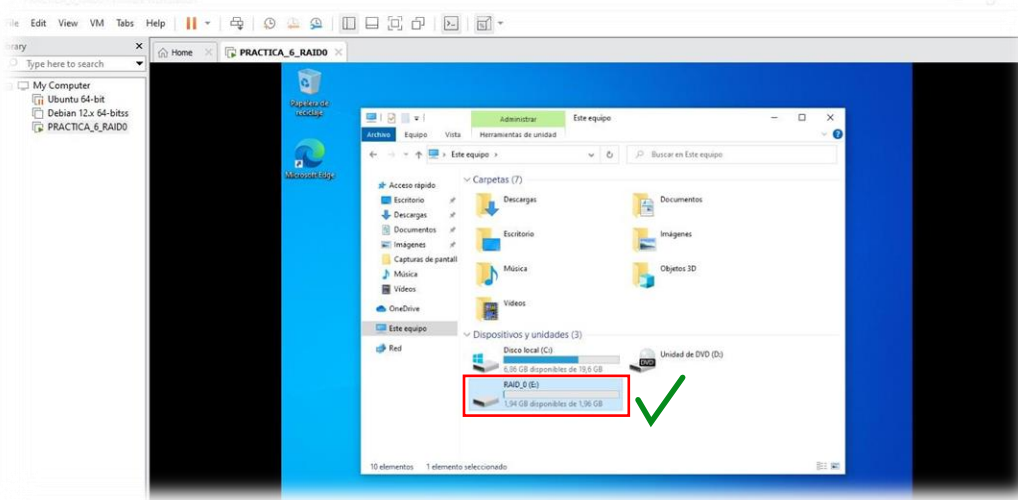 Edit View VM Tabs Help
Type here to search
My Computer
Ubuntu 64-bit
Debian 12.x 64-bitss
PRACTICA_6_RAID0
Home
PRACTICA_6_RAID0
Papelera de
reciclaje
Microsoft Edge
Administrar
Este equipo
Archivo Equipo Vista Herramientas de unidad
Este equipo
Buscar en Este equipo
Acceso rápido
Escritorio
Descargas
Documentos
Imágenes
Capturas de pantall
Música
Vídeos
OneDrive
Este equipo
Red
Carpetas (7)
Descargas
Documentos
Escritorio
Imágenes
Música
Objetos 3D
Vídeos
Dispositivos y unidades (3)
Disco local (C:)
6,86 GB disponibles de 19,6 GB
DVD
Unidad de DVD (D:)
RAID_0 (E:)
1,94 GB disponibles de 1,96 GB
10 elementos 1 elemento seleccionado